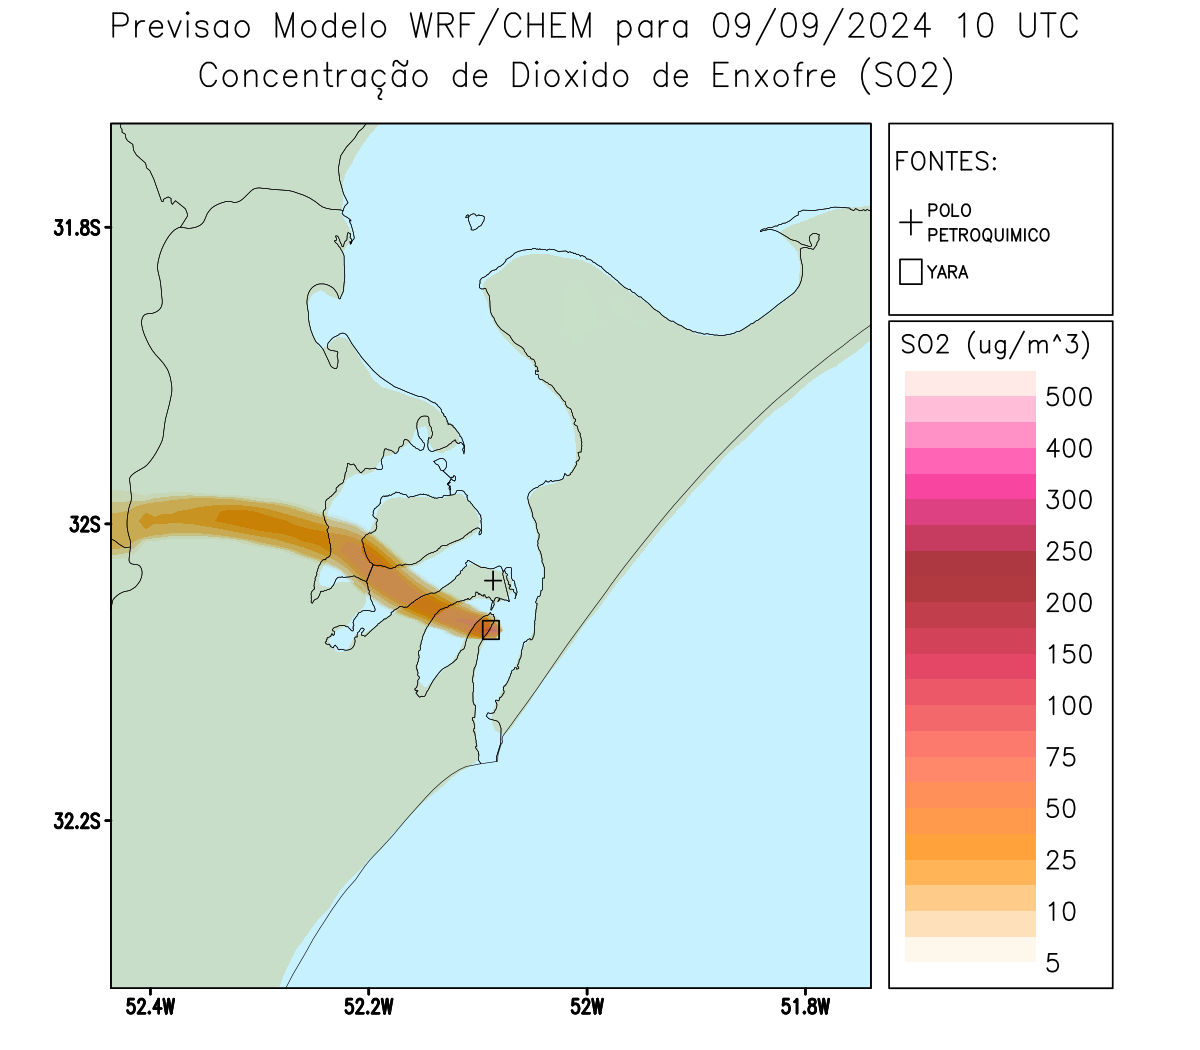 Previsao Modelo WRF/CHEM para 09/09/2024 10 UTC
Concentração de Dioxido de Enxofre (SO2)
FONTES:
POLO
PETROQUIMICO
YARA
31.8S
32S
32.2S
52.4W
52.2W
52W
51.8W
SO2 (ug/m^3)
500
400
300
250
200
150
100
75
50
25
10
5